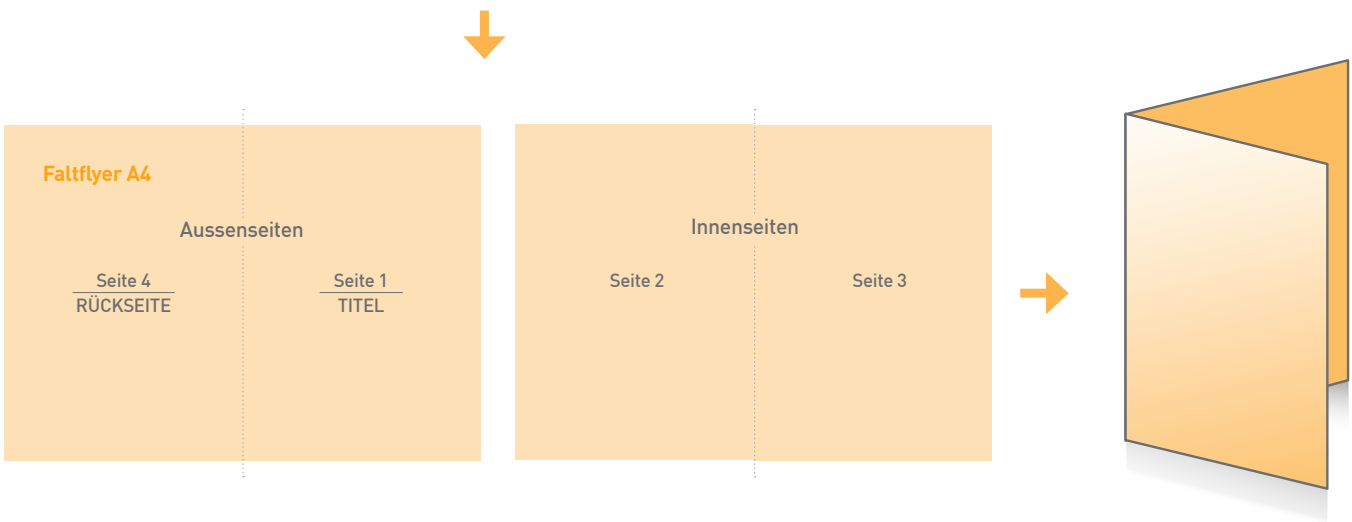 Faltflyer A4
Aussenseiten
Seite 4
RÜCKSEITE
Seite 1
TITEL
Innenseiten
Seite 2
Seite 3